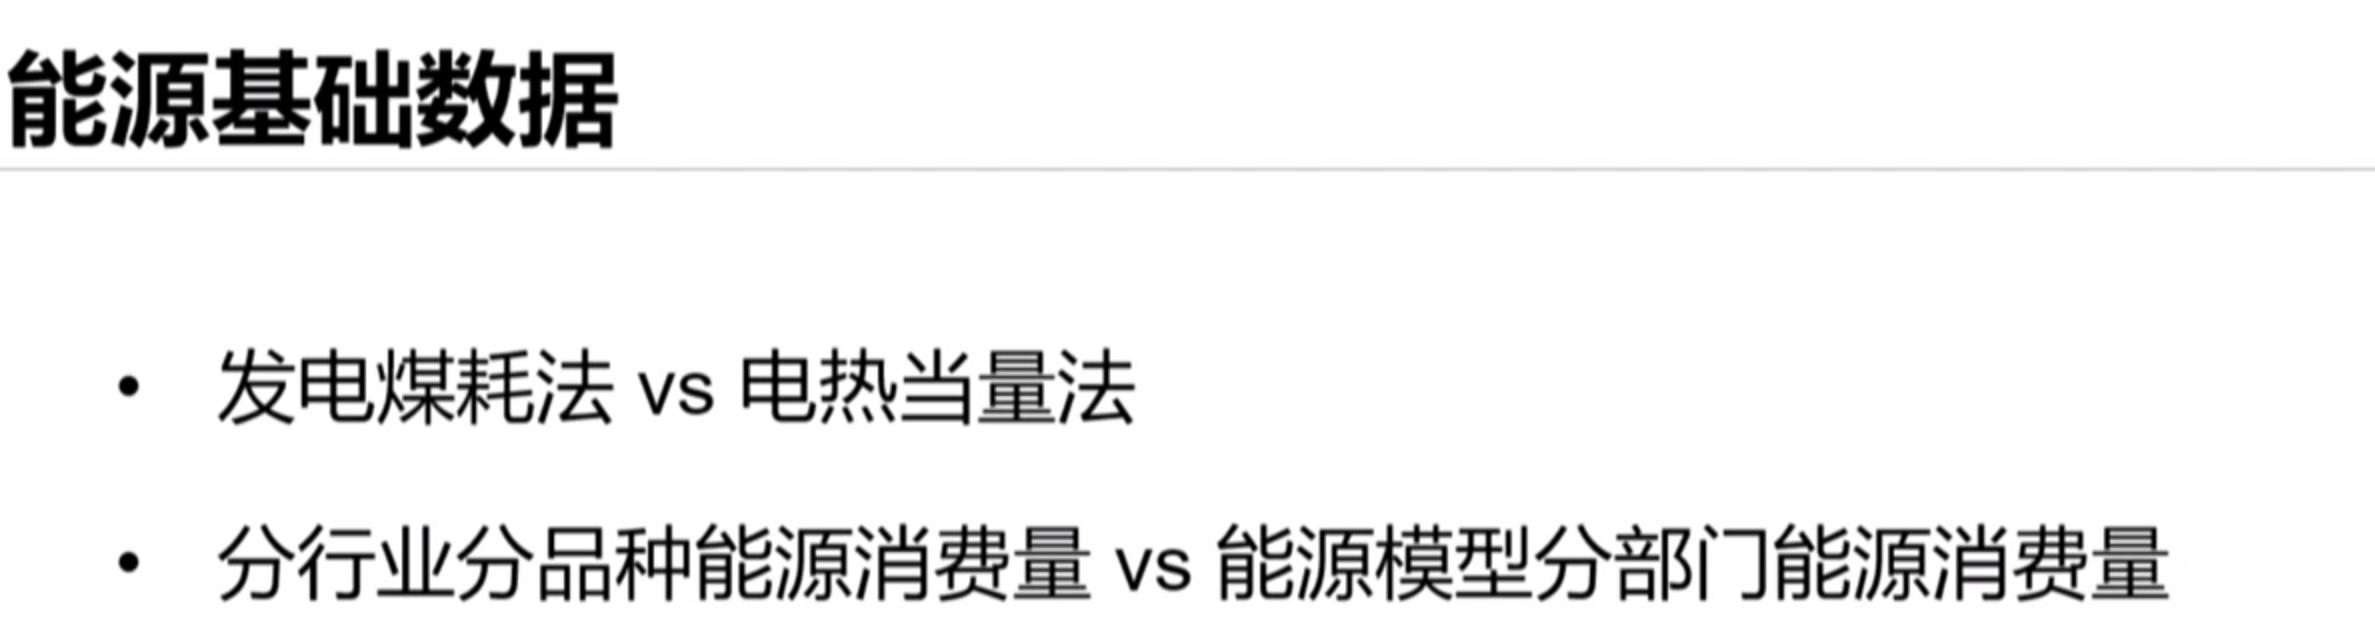 能源基础数据
• 发电煤耗法 vs 电热当量法
• 分行业分品种能源消费量 vs 能源模型分部门能源消费量